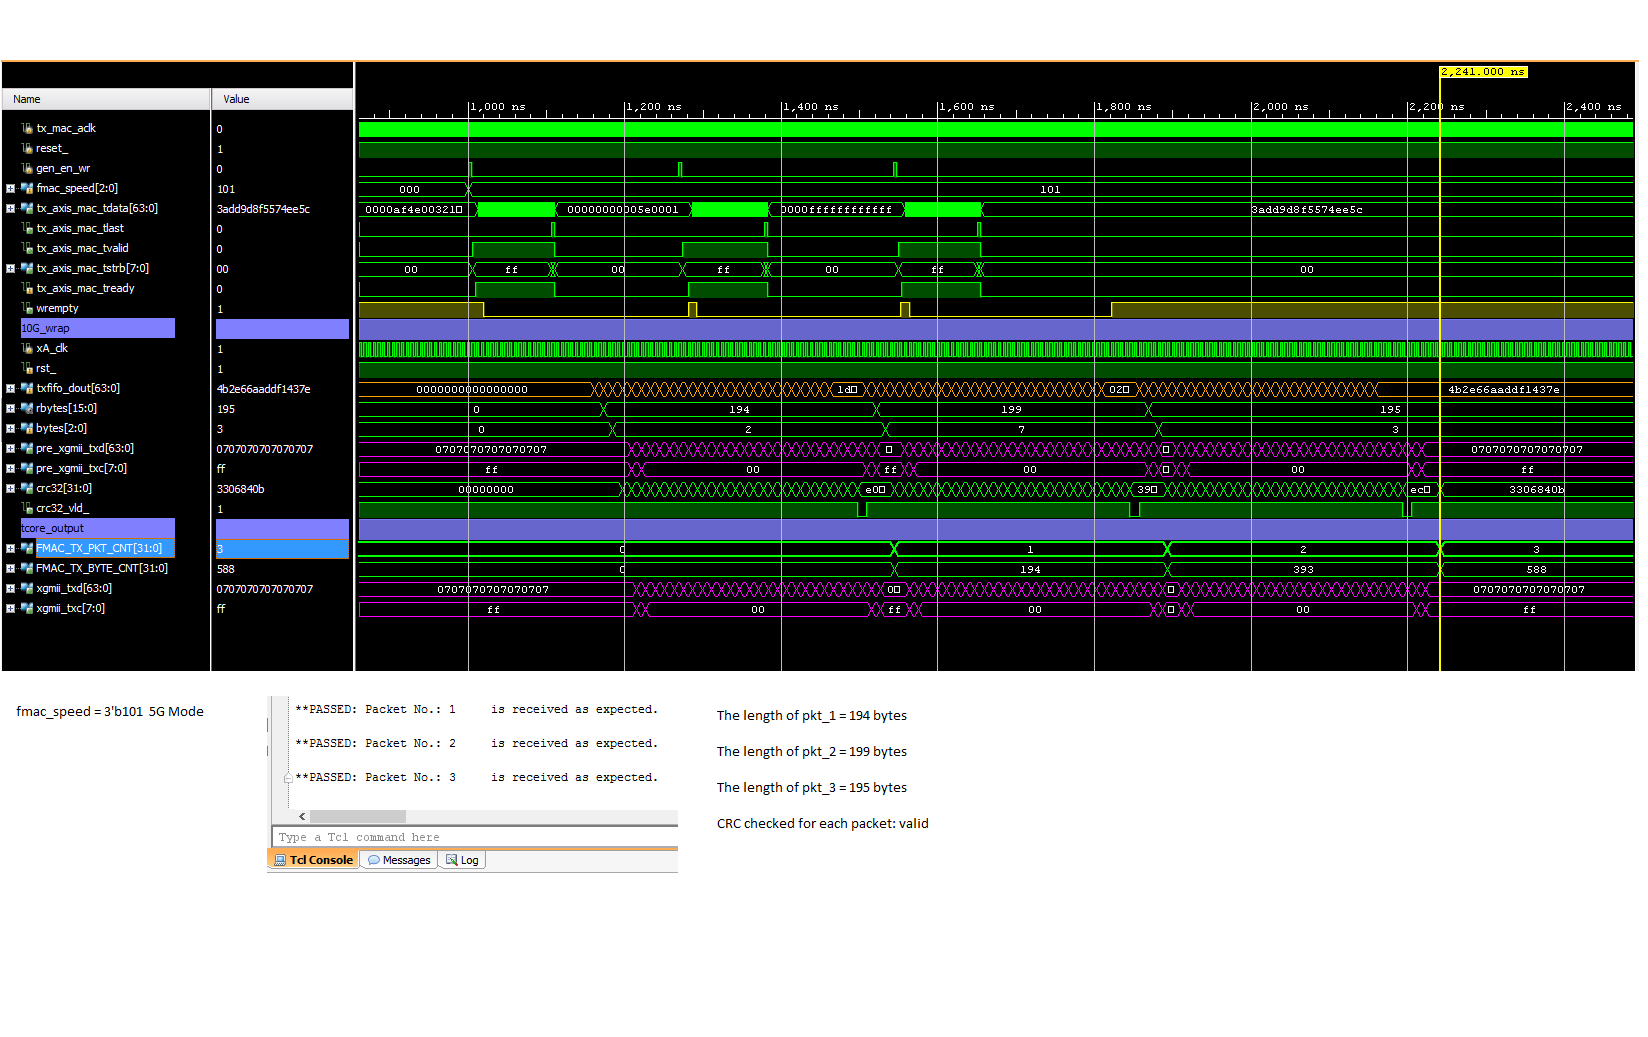 2,241.000 ns
Name Value
1,000 ns 1,200 ns 1,400 ns 1,600 ns 1,800 ns 2,000 ns 2,200 ns 2,400 ns
tx_mac_aclk 0
reset_ 1
gen_en_wr 0
fmac_speed[2:0] 101 000 101
tx_axis_mac_tdata[63:0] 3add9d8f5574ee5c 0000af4e00321 00000000005e0001 0000ffffffffffff 3add9d8f5574ee5c
tx_axis_mac_tlast 0
tx_axis_mac_tvalid 0
tx_axis_mac_tstrb[7:0] 00 00 ff 00 ff 00 ff 00
tx_axis_mac_tready 0
wrempty 1
10G_wrap
xA_clk 1
rst_ 1
txfifo_dout[63:0] 4b2e66aaddf1437e 0000000000000000 1d 02 4b2e66aaddf1437e
rbytes[15:0] 195 0 194 199 195
bytes[2:0] 3 0 2 7 3
pre_xgmii_txd[63:0] 0707070707070707 0707070707070707 0707070707070707
pre_xgmii_txc[7:0] ff ff 00 ff 00 00 ff
crc32[31:0] 3306840b 00000000 e0 39 ec 3306840b
crc32_vld_ 1
tcore_output
FMAC_TX_PKT_CNT[31:0] 3 0 1 2 3
FMAC_TX_BYTE_CNT[31:0] 588 0 194 393 588
xgmii_txd[63:0] 0707070707070707 0707070707070707 0 0707070707070707
xgmii_txc[7:0] ff ff 00 ff 00 00 ff
fmac_speed = 3'b101 5G Mode
**PASSED: Packet No.: 1 is received as expected.
**PASSED: Packet No.: 2 is received as expected.
**PASSED: Packet No.: 3 is received as expected.
Type a Tcl command here
Tcl Console Messages Log
The length of pkt_1 = 194 bytes
The length of pkt_2 = 199 bytes
The length of pkt_3 = 195 bytes
CRC checked for each packet: valid